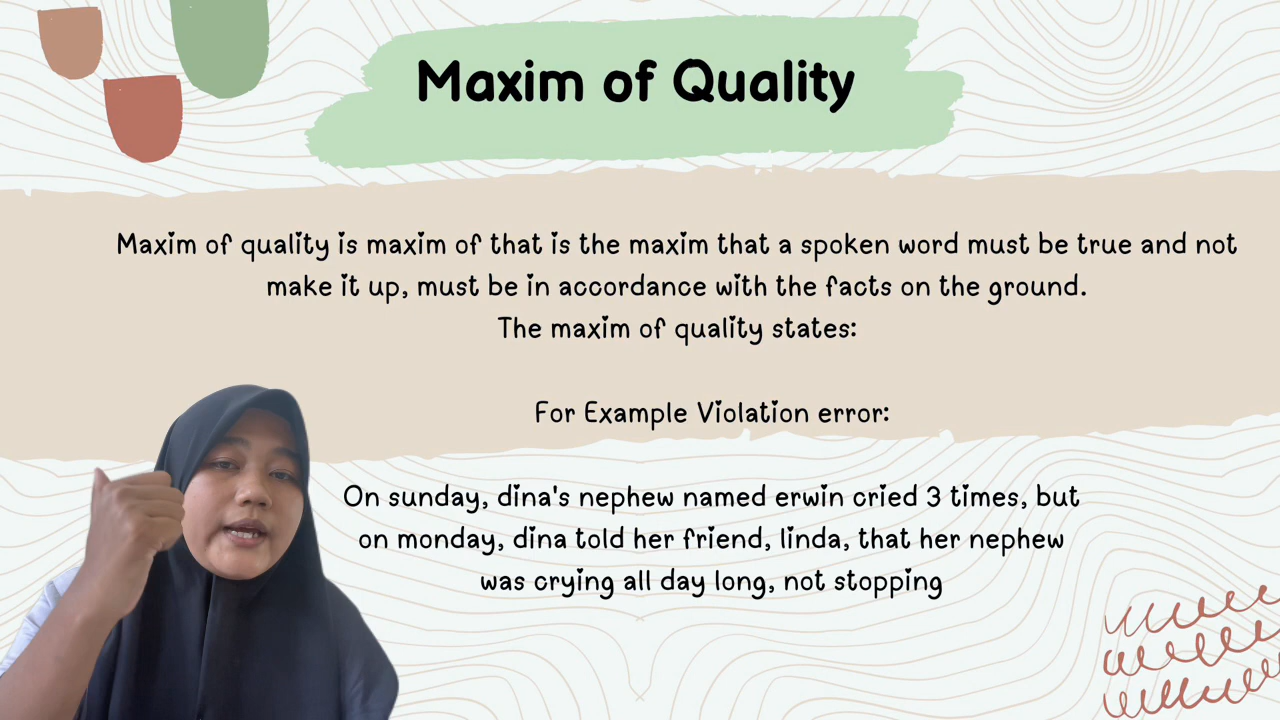 Maxim of Quality
Maxim of quality is maxim of that is the maxim that a spoken word must be true and not
make it up, must be in accordance with the facts on the ground.
The maxim of quality states:
For Example Violation error:
On sunday, dina's nephew named erwin cried 3 times, but
on monday, dina told her friend, linda, that her nephew
was crying all day long, not stopping